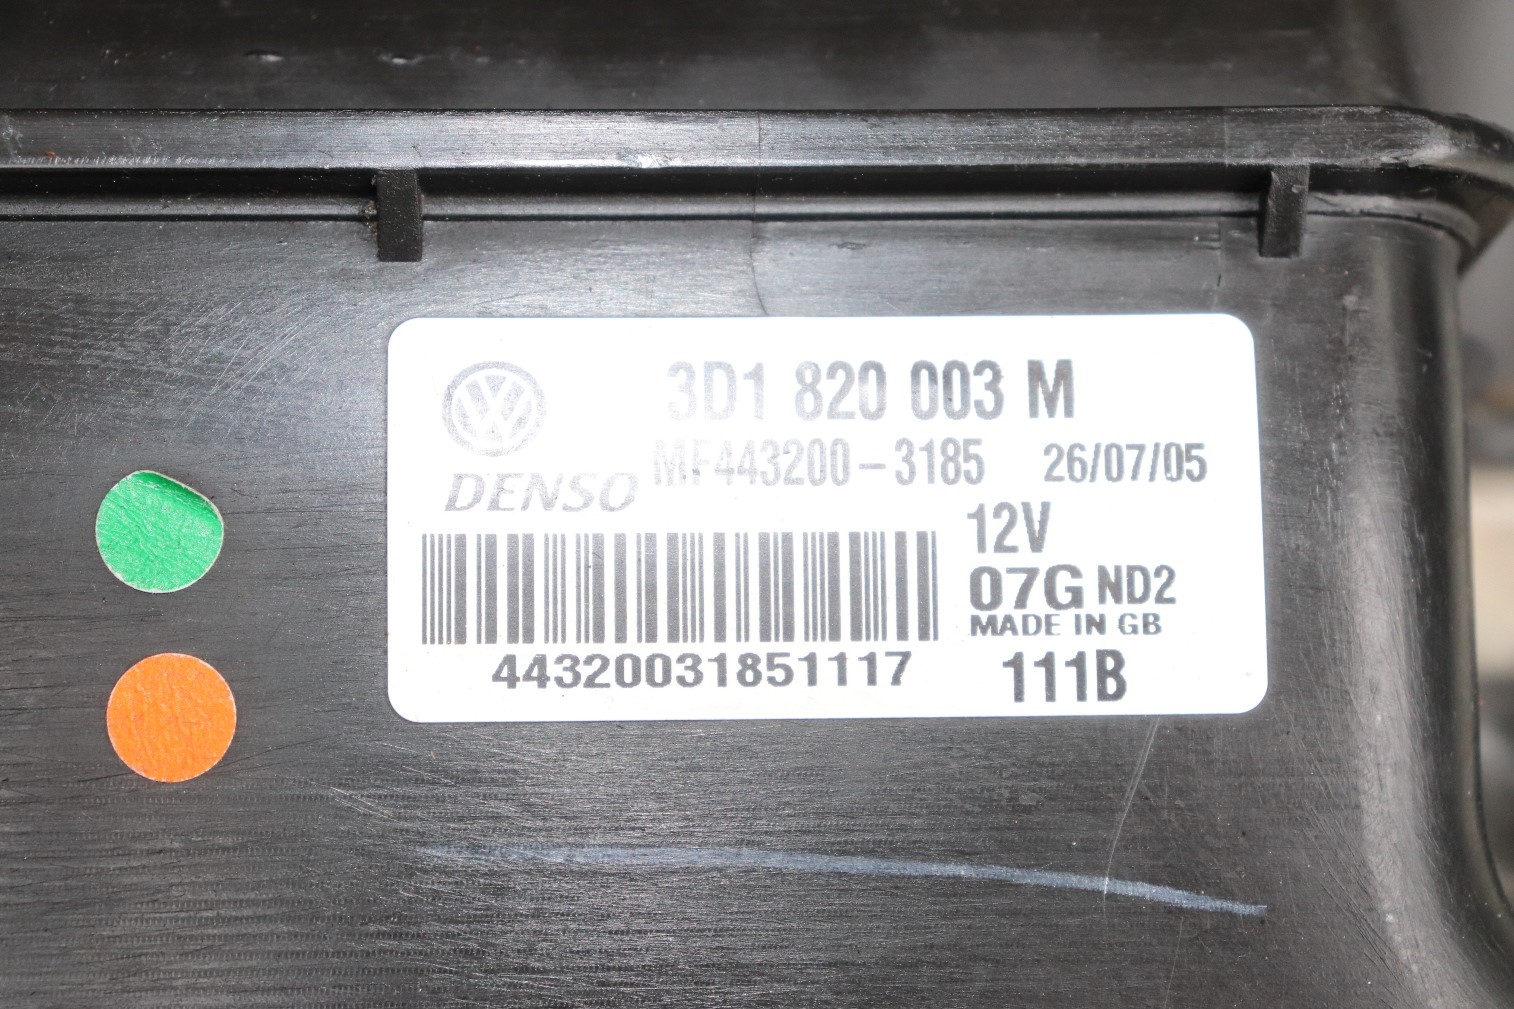 3D1 820 003 M
MF443200-3185 26/07/05
DENSO
12V
07G ND2
MADE IN GB
44320031851117
111B